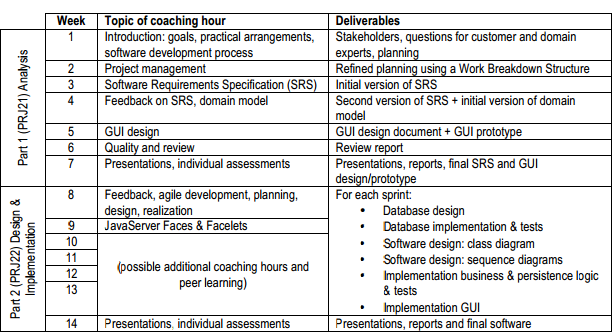 Week Topic of coaching hour Deliverables
Part 1 (PRJ21) Analysis
1 Introduction: goals, practical arrangements, Stakeholders, questions for customer and domain
software development process experts, planning
2 Project management Refined planning using a Work Breakdown Structure
3 Software Requirements Specification (SRS) Initial version of SRS
4 Feedback on SRS, domain model Second version of SRS + initial version of domain
model
5 GUI design GUI design document + GUI prototype
6 Quality and review Review report
7 Presentations, individual assessments Presentations, reports, final SRS and GUI
design/prototype
Part 2 (PRJ22) Design &
Implementation
8 Feedback, agile development, planning, For each sprint:
design, realization • Database design
9 JavaServer Faces & Facelets • Database implementation & tests
10 • Software design: class diagram
11 (possible additional coaching hours and • Software design: sequence diagrams
12 peer learning) • Implementation business & persistence logic
13 & tests
• Implementation GUI
14 Presentations, individual assessments Presentations, reports and final software